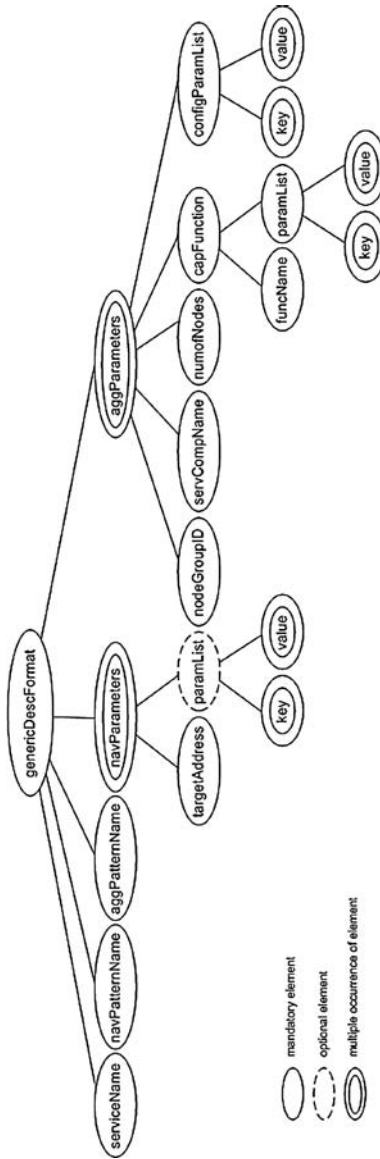 genericDescFormat
serviceName
navPatternName
aggPatternName
navParameters
aggParameters
targetAddress
paramList
nodeGroupID
servCompName
numofNodes
capFunction
configParamList
key
value
funcName
paramList
key
value
key
value
mandatory element
optional element
multiple occurrence of element